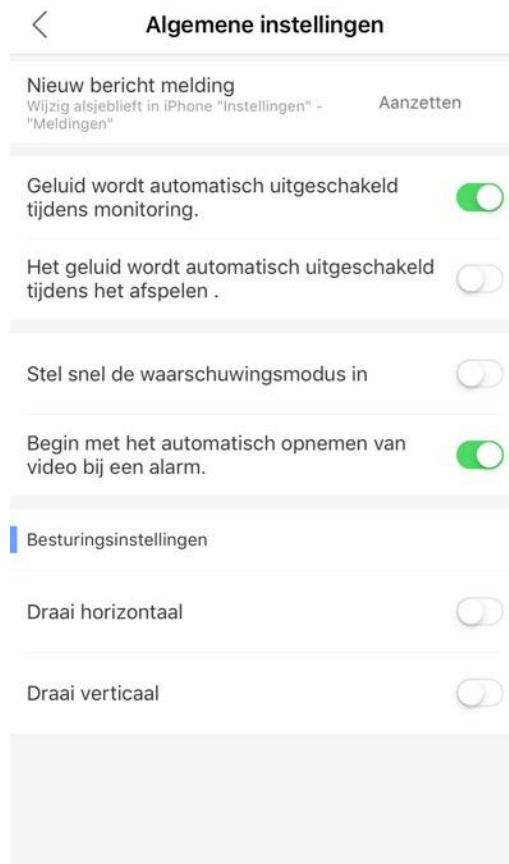 Algemene instellingen
Nieuw bericht melding
Wijzig alsjeblieft in iPhone "Instellingen" -
"Meldingen"
Aanzetten
Geluid wordt automatisch uitgeschakeld
tijdens monitoring.
Het geluid wordt automatisch uitgeschakeld
tijdens het afspelen .
Stel snel de waarschuwingsmodus in
Begin met het automatisch opnemen van
video bij een alarm.
Besturingsinstellingen
Draai horizontaal
Draai verticaal